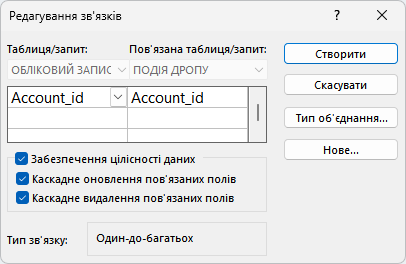 Редагування зв'язків
Таблиця/запит: Пов'язана таблиця/запит:
ОБЛІКОВИЙ ЗАПИС ПОДІЯ ДРОПУ
Account_id Account_id
Забезпечення цілісності даних
Каскадне оновлення пов'язаних полів
Каскадне видалення пов'язаних полів
Тип зв'язку: Один-до-багатьох
?
Створити
Скасувати
Тип об'єднання...
Нове...